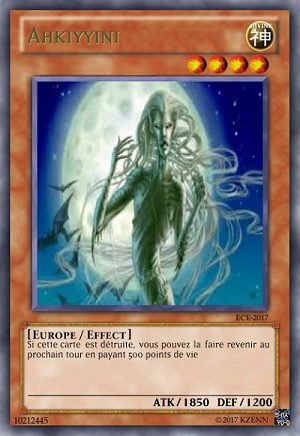 AHKIYYINI
DIVINE
神
ECE-2017
[EUROPE / EFFECT]
Si cette carte est détruite, vous pouvez la faire revenir au
prochain tour en payant 500 points de vie
ATK / 1850 DEF / 1200
10212445
©2017 KZENN